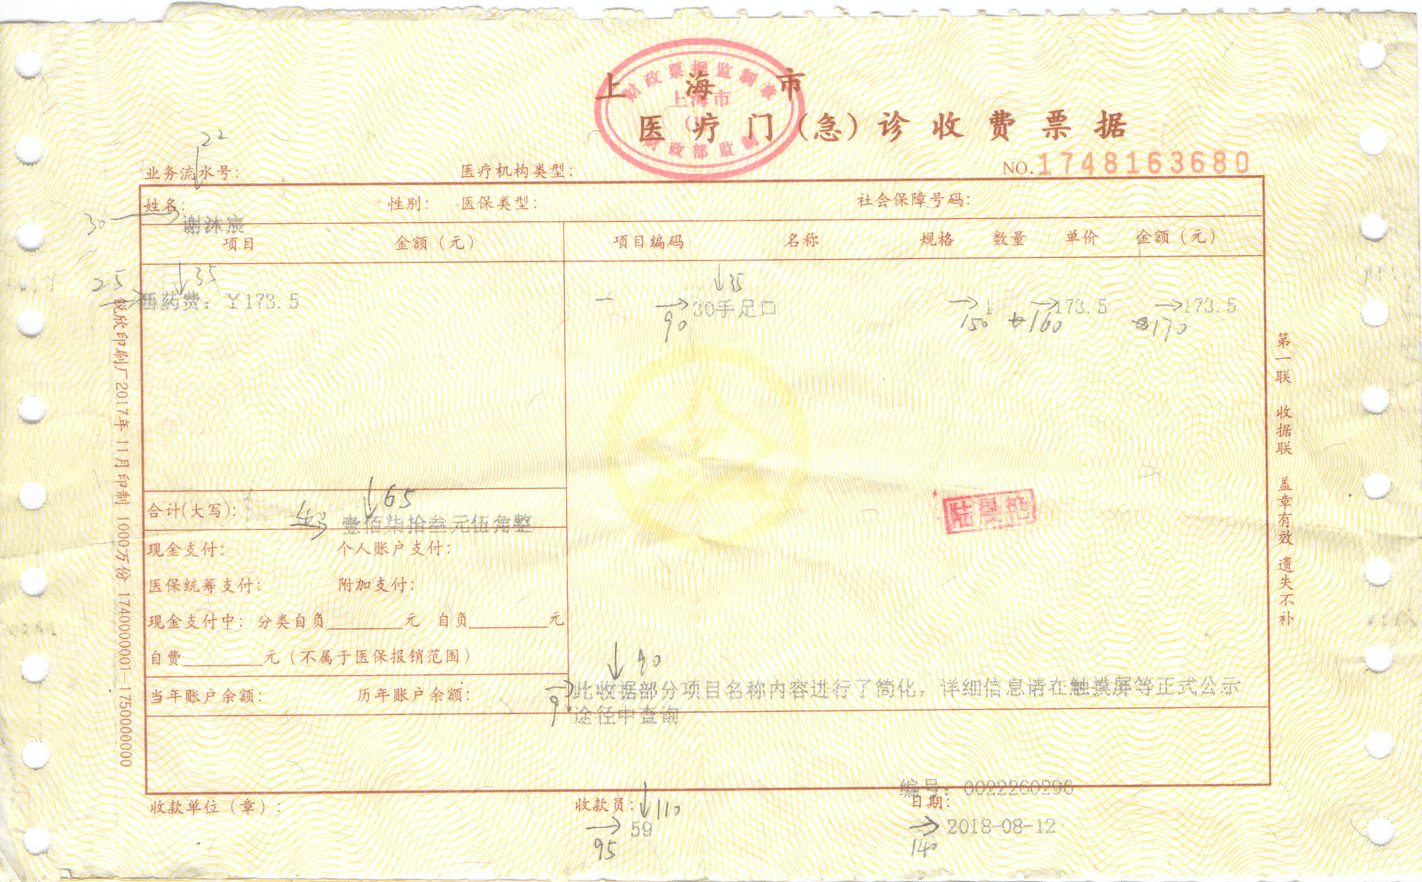 上海市
财政票据监制章
上海市
财政部监制
医疗门(急)诊收费票据
22
业务流水号: 医疗机构类型: NO.1748163680
姓名: 性别: 医保类型: 社会保障号码:
30 谢沐宸
项目 金额(元) 项目编码 名称 规格 数量 单价 金额(元)
25 35 35
医药费: ¥173.5 一 30手足口 1 173.5 173.5
90 150 160 170
65
合计(大写): 45 壹佰柒拾叁元伍角整
现金支付: 个人账户支付:
医保统筹支付: 附加支付:
现金支付中: 分类自负________元 自负________元
自费________元(不属于医保报销范围)
90
当年账户余额: 历年账户余额: 此收据部分项目名称内容进行了简化,详细信息请在触摸屏等正式公示
途径中查询
编号: 0022260290
收款单位(章): 收款员: 110 日期:
59 2018-08-12
95 140
锐欣印刷厂2017年11月印制 1000万份 1740000001—1750000000
第一联 收据联 盖章有效 遗失不补